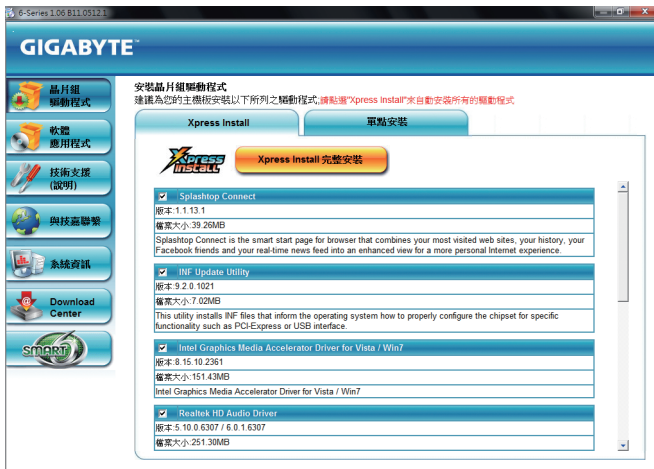 6-Series 1.06 B11.0512.1
GIGABYTE™
晶片組
驅動程式
軟體
應用程式
技術支援
(說明)
與技嘉聯繫
系統資訊
Download
Center
SMART 6
安裝晶片組驅動程式
建議為您的主機板安裝以下所列之驅動程式;請點選"Xpress Install"來自動安裝所有的驅動程式
Xpress Install
單點安裝
Xpress Install
Xpress Install 完整安裝
Splashtop Connect
版本:1.1.13.1
檔案大小:39.26MB
Splashtop Connect is the smart start page for browser that combines your most visited web sites, your history, your
Facebook friends and your real-time news feed into an enhanced view for a more personal Internet experience.
INF Update Utility
版本:9.2.0.1021
檔案大小:7.02MB
This utility installs INF files that inform the operating system how to properly configure the chipset for specific
functionality such as PCI-Express or USB interface.
Intel Graphics Media Accelerator Driver for Vista / Win7
版本:8.15.10.2361
檔案大小:151.43MB
Intel Graphics Media Accelerator Driver for Vista / Win7
Realtek HD Audio Driver
版本:5.10.0.6307 / 6.0.1.6307
檔案大小:251.30MB